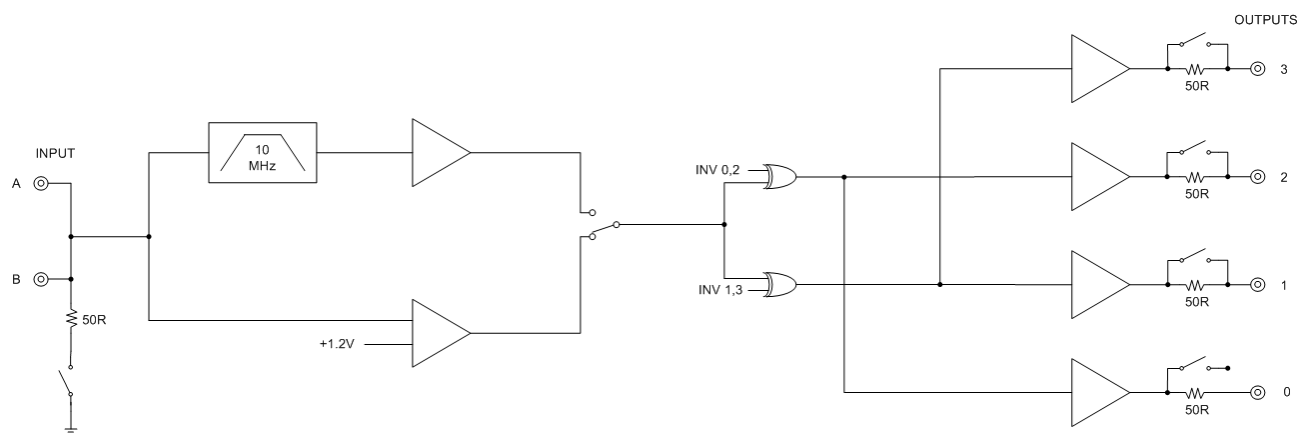 OUTPUTS
3
50R
10
MHz
INPUT
A
INV 0,2
2
50R
B
INV 1,3
1
50R
50R
+1.2V
0
50R